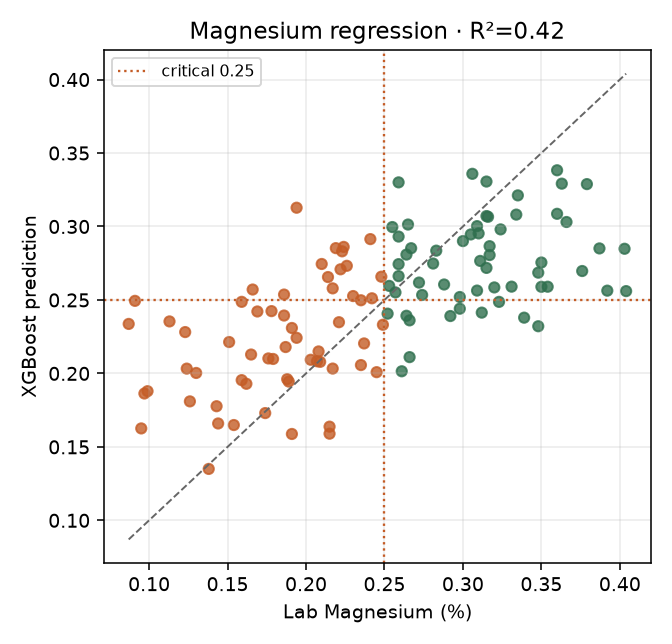 Magnesium regression · R²=0.42
critical 0.25
XGBoost prediction
0.40
0.35
0.30
0.25
0.20
0.15
0.10
0.10 0.15 0.20 0.25 0.30 0.35 0.40
Lab Magnesium (%)